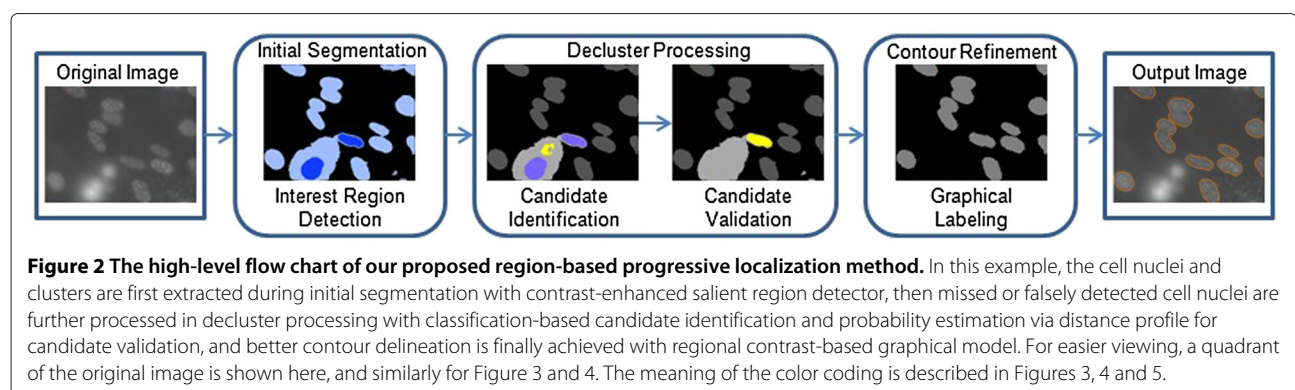 Original Image
Initial Segmentation
Interest Region
Detection
Decluster Processing
Candidate
Identification
Candidate
Validation
Contour Refinement
Graphical
Labeling
Output Image
Figure 2 The high-level flow chart of our proposed region-based progressive localization method. In this example, the cell nuclei and
clusters are first extracted during initial segmentation with contrast-enhanced salient region detector, then missed or falsely detected cell nuclei are
further processed in decluster processing with classification-based candidate identification and probability estimation via distance profile for
candidate validation, and better contour delineation is finally achieved with regional contrast-based graphical model. For easier viewing, a quadrant
of the original image is shown here, and similarly for Figure 3 and 4. The meaning of the color coding is described in Figures 3, 4 and 5.